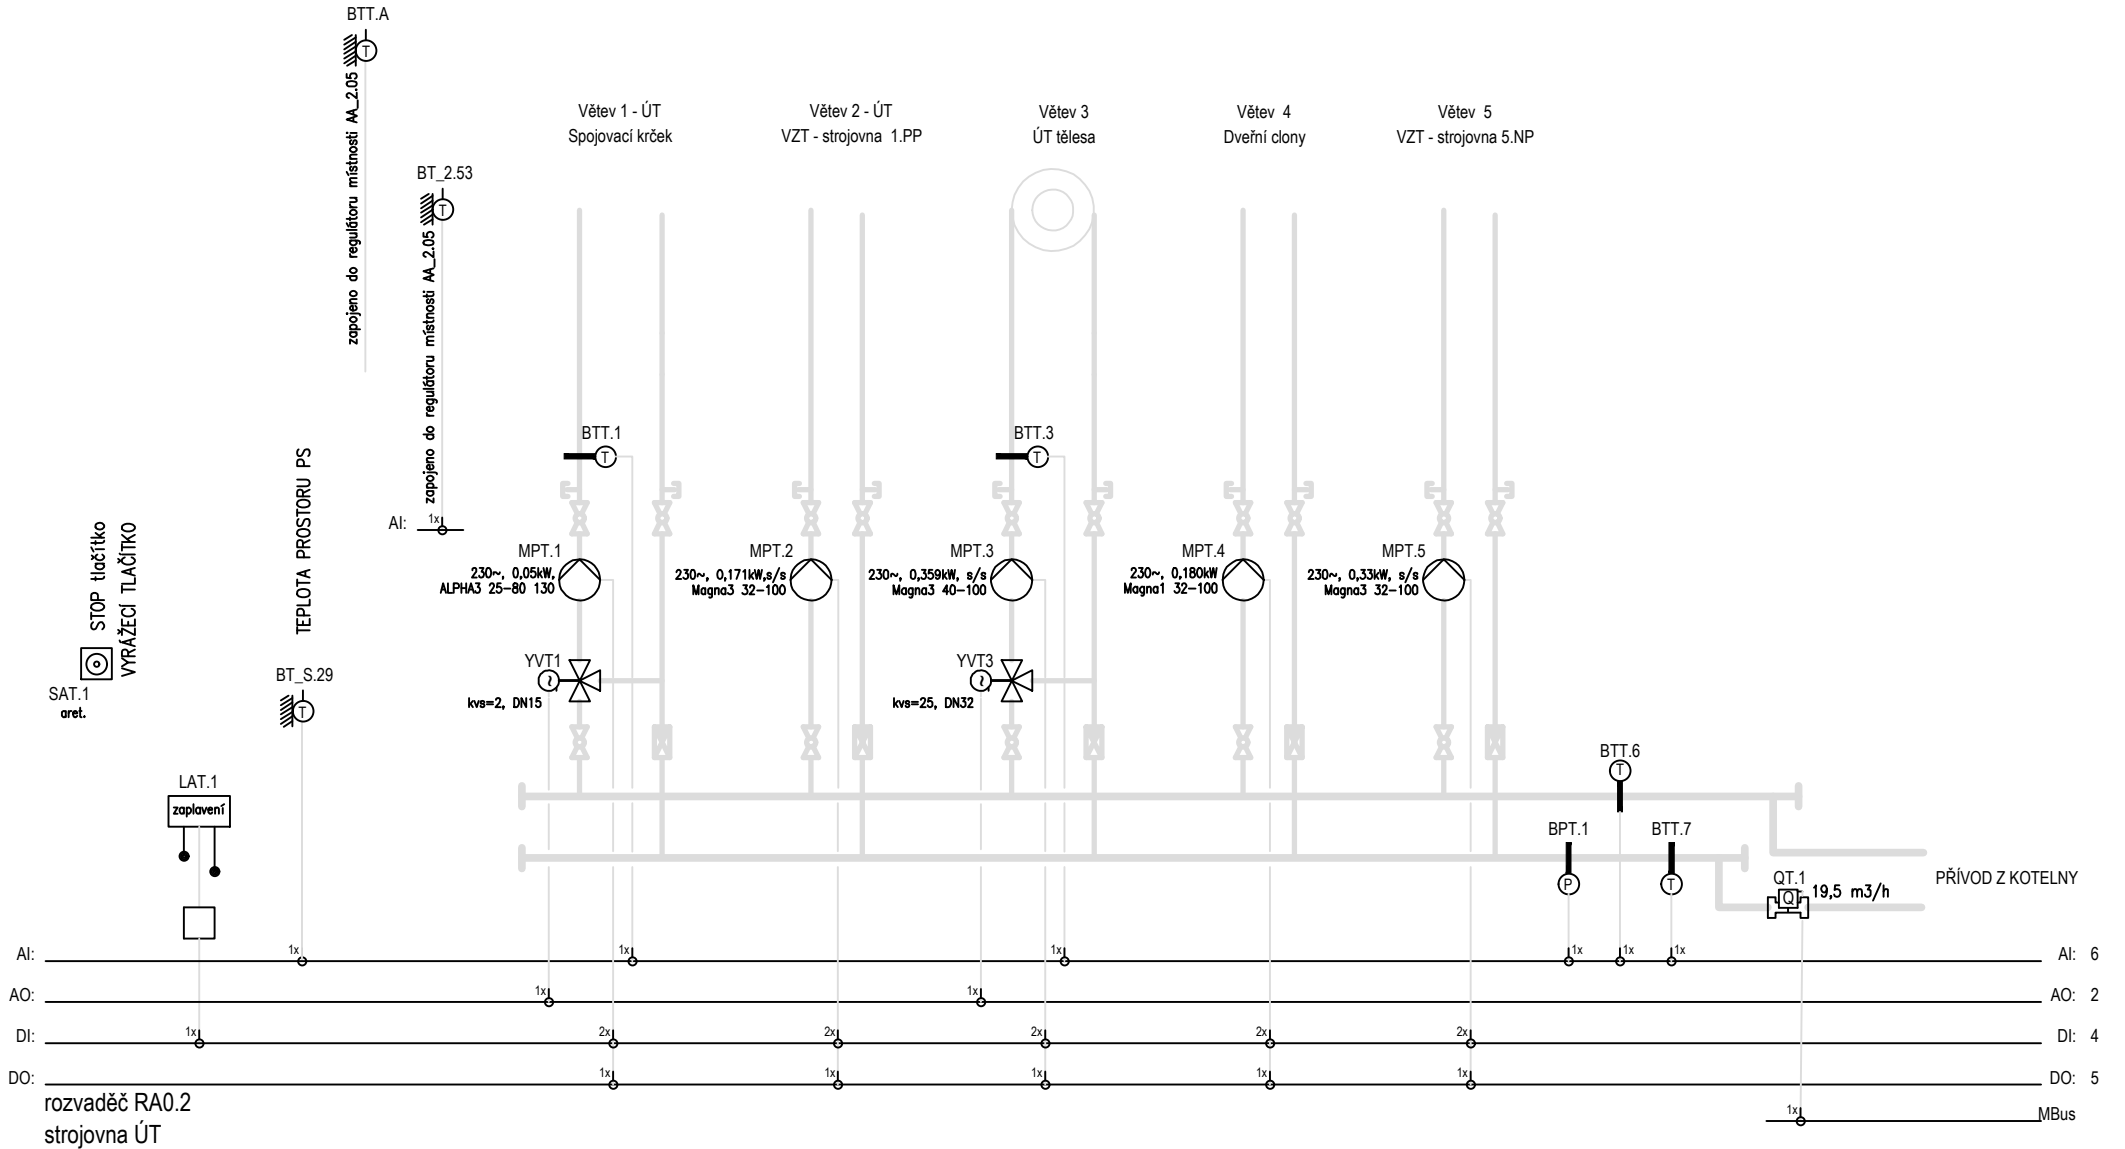 BTT.A
T
zapojeno do regulátoru místnosti AA_2.05
BT_2.53
T
zapojeno do regulátoru místnosti AA_2.05
AI:
1x
Větev 1 - ÚT
Spojovací krček
Větev 2 - ÚT
VZT - strojovna 1.PP
Větev 3
ÚT tělesa
Větev 4
Dveřní clony
Větev 5
VZT - strojovna 5.NP
BTT.1
T
BTT.3
T
STOP tlačítko
VYRÁŽECÍ TLAČÍTKO
SAT.1
aret.
TEPLOTA PROSTORU PS
BT_S.29
T
MPT.1
230~, 0,05kW,
ALPHA3 25-80 130
MPT.2
230~, 0,171kW,s/s
Magna3 32-100
MPT.3
230~, 0,359kW, s/s
Magna3 40-100
MPT.4
230~, 0,180kW
Magna1 32-100
MPT.5
230~, 0,33kW, s/s
Magna3 32-100
YVT1
~
kvs=2, DN15
YVT3
~
kvs=25, DN32
LAT.1
zaplavení
BTT.6
T
BPT.1
P
BTT.7
T
QT.1
Q
19,5 m3/h
PŘÍVOD Z KOTELNY
AI: 1x 1x 1x 1x 1x 1x AI: 6
AO: 1x 1x AO: 2
DI: 1x 2x 2x 2x 2x 2x DI: 4
DO: 1x 1x 1x 1x 1x DO: 5
1x MBus
rozvaděč RA0.2
strojovna ÚT